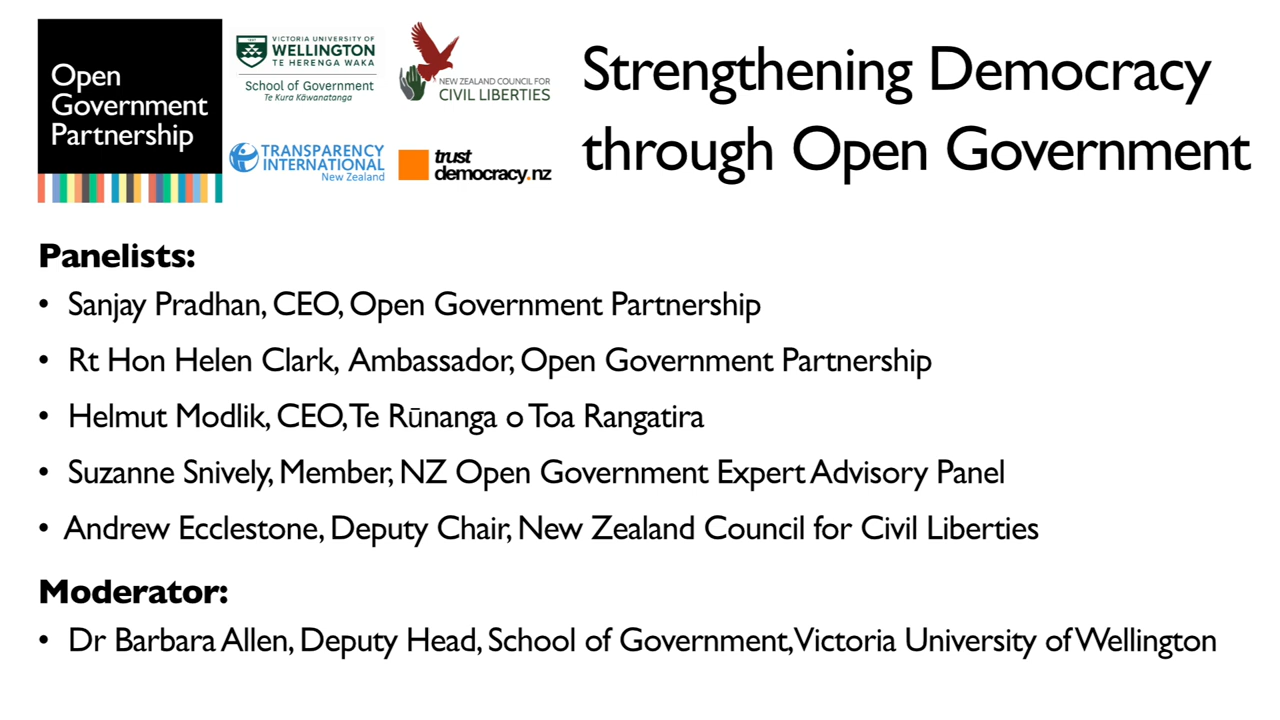 Open
Government
Partnership
VICTORIA UNIVERSITY OF
WELLINGTON
TE HERENGA WAKA
School of Government
Te Kura Kāwanatanga
NEW ZEALAND COUNCIL FOR
CIVIL LIBERTIES
TRANSPARENCY
INTERNATIONAL
New Zealand
trust
democracy.nz
Strengthening Democracy
through Open Government
Panelists:
• Sanjay Pradhan, CEO, Open Government Partnership
• Rt Hon Helen Clark, Ambassador, Open Government Partnership
• Helmut Modlik, CEO, Te Rūnanga o Toa Rangatira
• Suzanne Snively, Member, NZ Open Government Expert Advisory Panel
• Andrew Ecclestone, Deputy Chair, New Zealand Council for Civil Liberties
Moderator:
• Dr Barbara Allen, Deputy Head, School of Government, Victoria University of Wellington